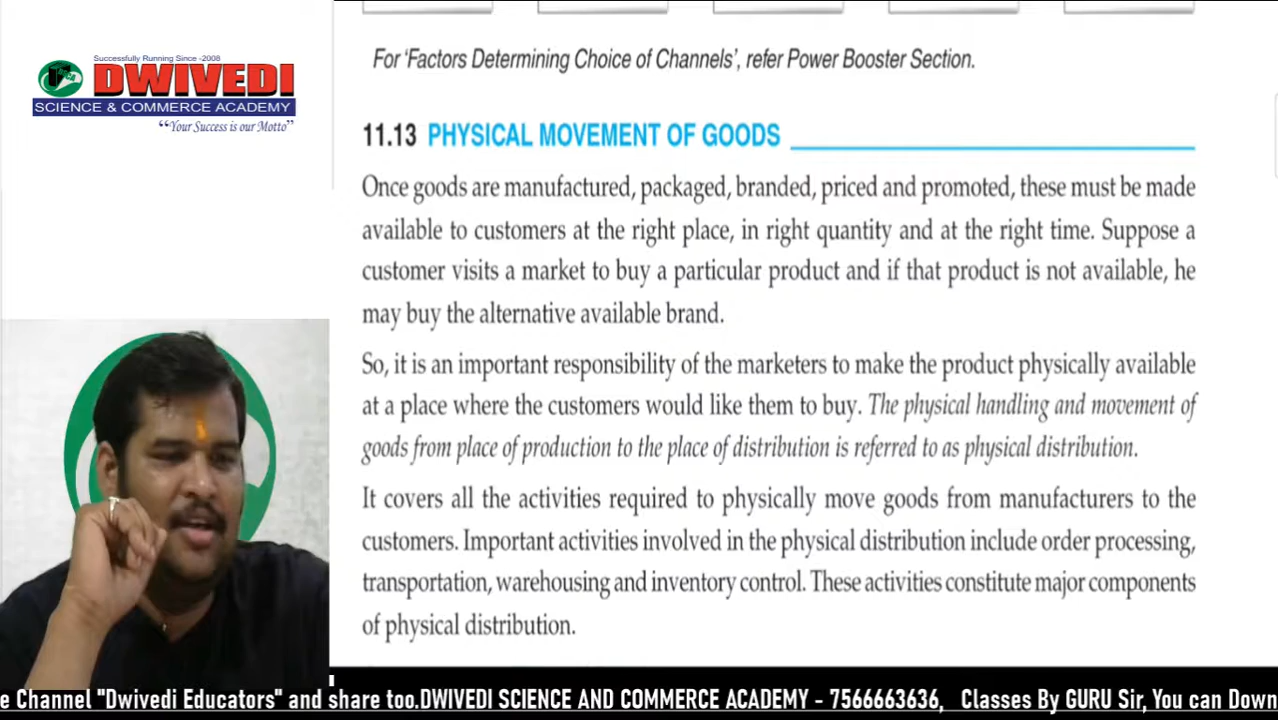 Successfully Running Since -2008
DWIVEDI
SCIENCE & COMMERCE ACADEMY
“Your Success is our Motto”
For ‘Factors Determining Choice of Channels’, refer Power Booster Section.
11.13 PHYSICAL MOVEMENT OF GOODS
Once goods are manufactured, packaged, branded, priced and promoted, these must be made
available to customers at the right place, in right quantity and at the right time. Suppose a
customer visits a market to buy a particular product and if that product is not available, he
may buy the alternative available brand.
So, it is an important responsibility of the marketers to make the product physically available
at a place where the customers would like them to buy. The physical handling and movement of
goods from place of production to the place of distribution is referred to as physical distribution.
It covers all the activities required to physically move goods from manufacturers to the
customers. Important activities involved in the physical distribution include order processing,
transportation, warehousing and inventory control. These activities constitute major components
of physical distribution.
e Channel "Dwivedi Educators" and share too.DWIVEDI SCIENCE AND COMMERCE ACADEMY - 7566663636, Classes By GURU Sir, You can Down